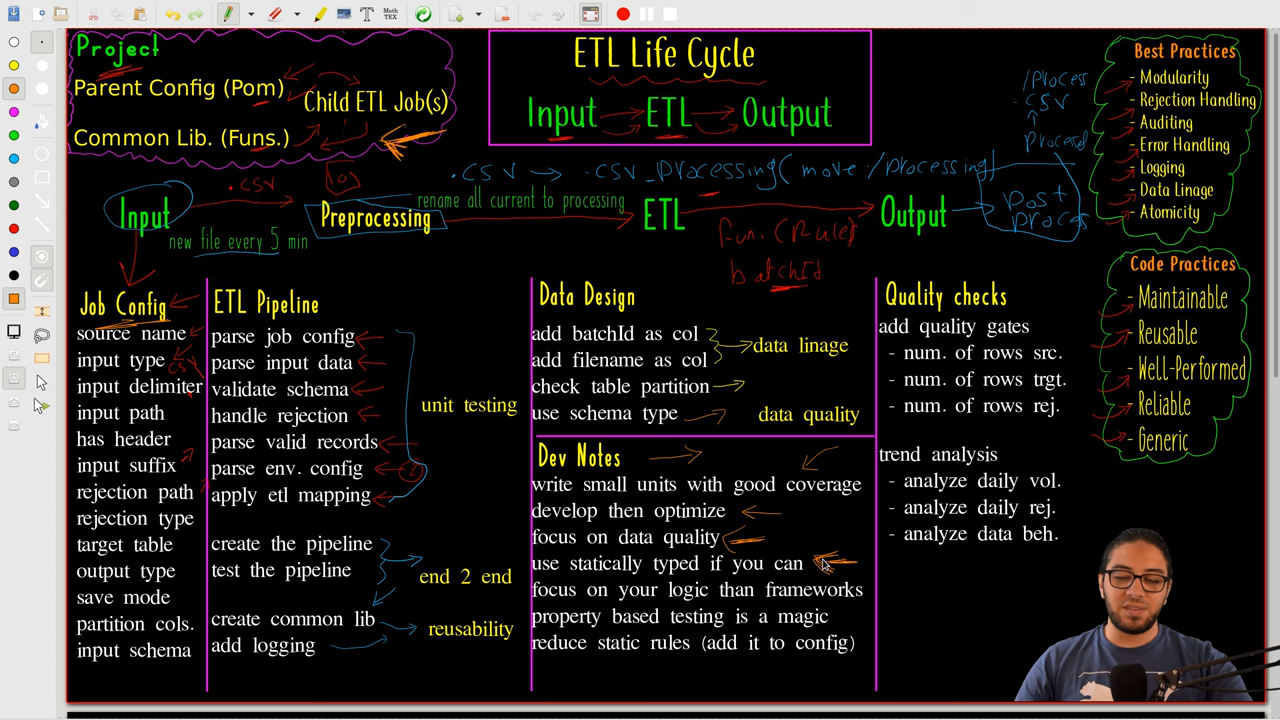 Math
TEX
Project
Parent Config (Pom)
Child ETL Job(s)
Common Lib. (Funs.)
ETL Life Cycle
Input ETL Output
/process
.csv
processed
Best Practices
- Modularity
- Rejection Handling
- Auditing
- Error Handling
- Logging
- Data Linage
- Atomicity
.csv → .csv_processing( move /processing)
.csv
Input
new file every 5 min
Preprocessing
rename all current to processing
ETL
fun. (Rule)
batchId
Output
post
proces
Code Practices
- Maintainable
- Reusable
- Well-Performed
- Reliable
- Generic
Job Config
source name
input type
csv
input delimiter
input path
has header
input suffix
rejection path
rejection type
target table
output type
save mode
partition cols.
input schema
ETL Pipeline
parse job config
parse input data
validate schema
handle rejection
parse valid records
parse env. config
apply etl mapping
unit testing
create the pipeline
test the pipeline
end 2 end
create common lib
add logging
reusability
Data Design
add batchId as col
add filename as col
data linage
check table partition
use schema type
data quality
Dev Notes
write small units with good coverage
develop then optimize
focus on data quality
use statically typed if you can
focus on your logic than frameworks
property based testing is a magic
reduce static rules (add it to config)
Quality checks
add quality gates
- num. of rows src.
- num. of rows trgt.
- num. of rows rej.
trend analysis
- analyze daily vol.
- analyze daily rej.
- analyze data beh.